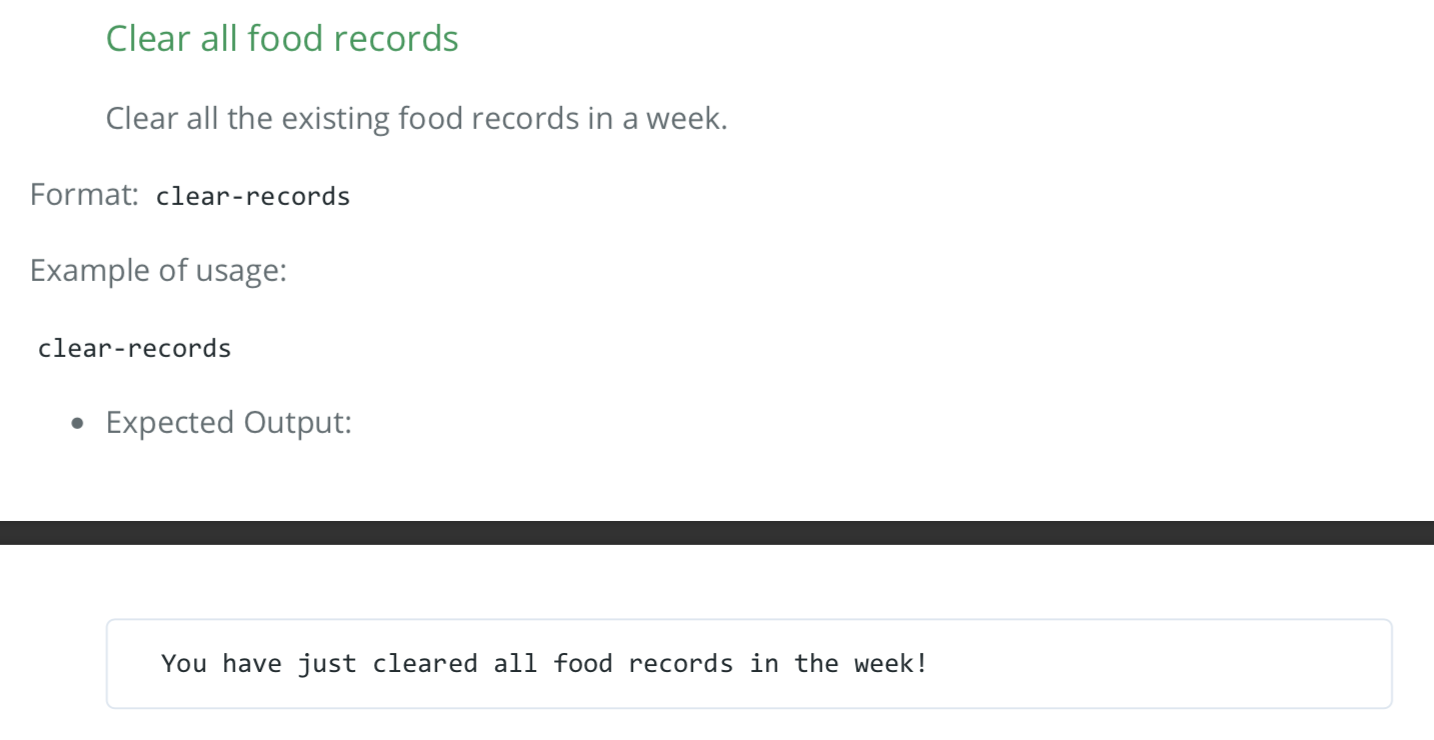 Clear all food records
Clear all the existing food records in a week.
Format: clear-records
Example of usage:
clear-records
Expected Output:
You have just cleared all food records in the week!